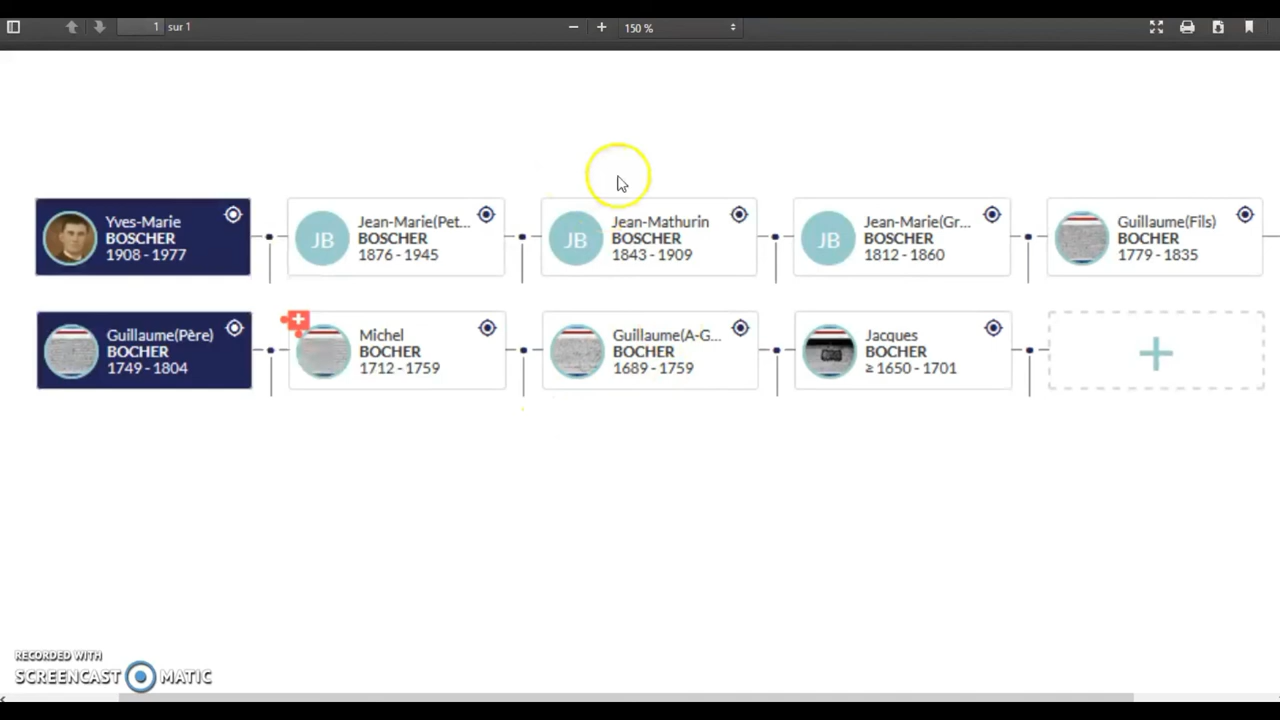 1 sur 1
150 %
Yves-Marie
BOSCHER
1908 - 1977
JB
Jean-Marie(Pet...
BOSCHER
1876 - 1945
JB
Jean-Mathurin
BOSCHER
1843 - 1909
JB
Jean-Marie(Gr...
BOSCHER
1812 - 1860
Guillaume(Fils)
BOCHER
1779 - 1835
Guillaume(Père)
BOCHER
1749 - 1804
Michel
BOCHER
1712 - 1759
Guillaume(A-G...
BOCHER
1689 - 1759
Jacques
BOCHER
≥ 1650 - 1701
RECORDED WITH
SCREENCAST MATIC